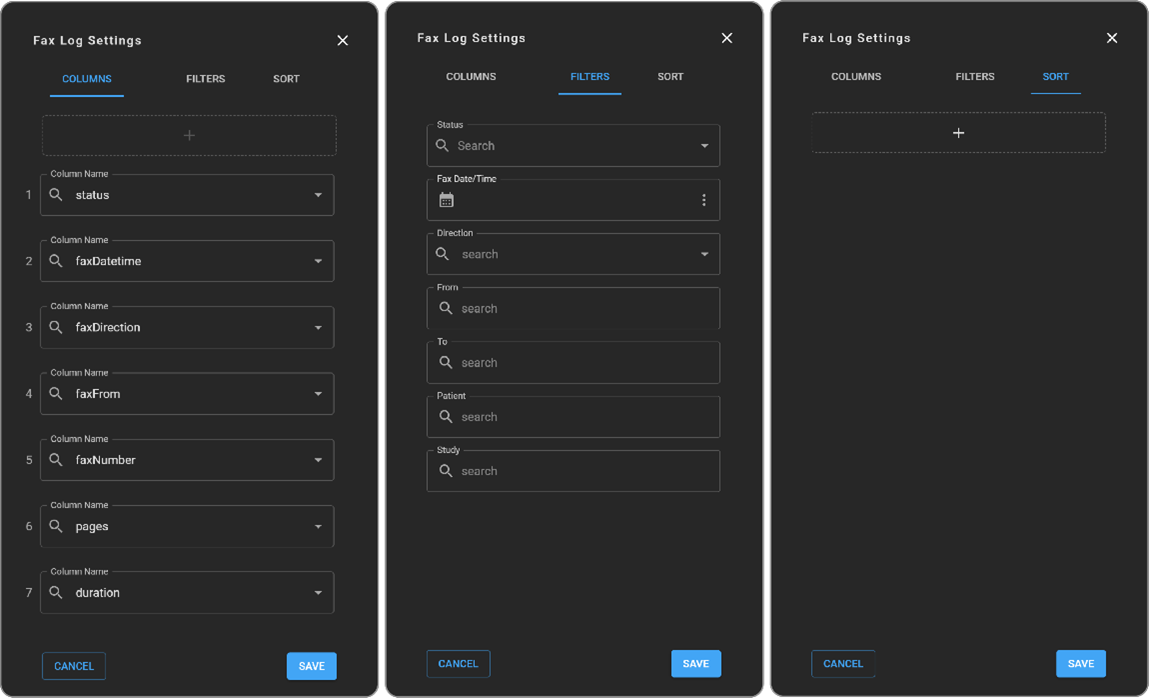 Fax Log Settings
COLUMNS FILTERS SORT
+
Column Name
1 status
Column Name
2 faxDatetime
Column Name
3 faxDirection
Column Name
4 faxFrom
Column Name
5 faxNumber
Column Name
6 pages
Column Name
7 duration
CANCEL SAVE
Fax Log Settings
COLUMNS FILTERS SORT
Status
Search
Fax Date/Time
Direction
search
From
search
To
search
Patient
search
Study
search
CANCEL SAVE
Fax Log Settings
COLUMNS FILTERS SORT
+
CANCEL SAVE